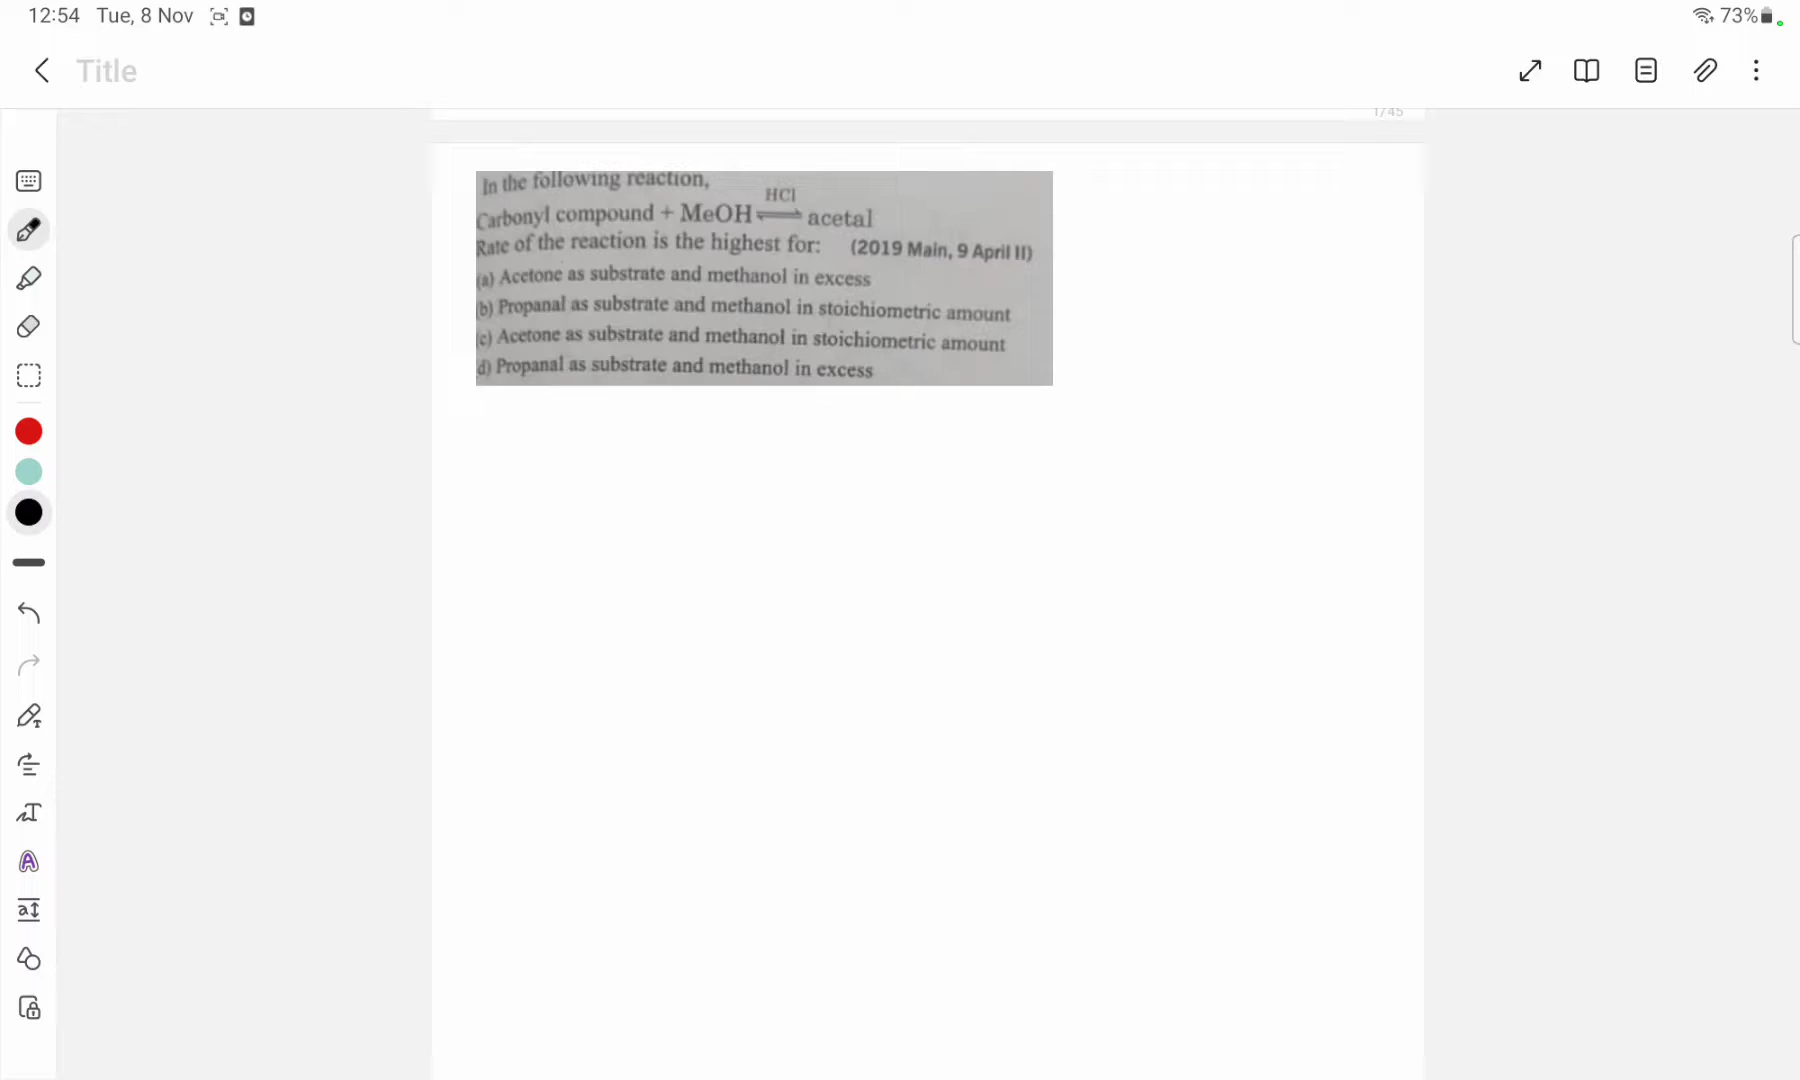 12:54 Tue, 8 Nov
73%
Title
1/45
In the following reaction,
HCl
Carbonyl compound + MeOH ⇌ acetal
Rate of the reaction is the highest for: (2019 Main, 9 April II)
(a) Acetone as substrate and methanol in excess
(b) Propanal as substrate and methanol in stoichiometric amount
(c) Acetone as substrate and methanol in stoichiometric amount
d) Propanal as substrate and methanol in excess